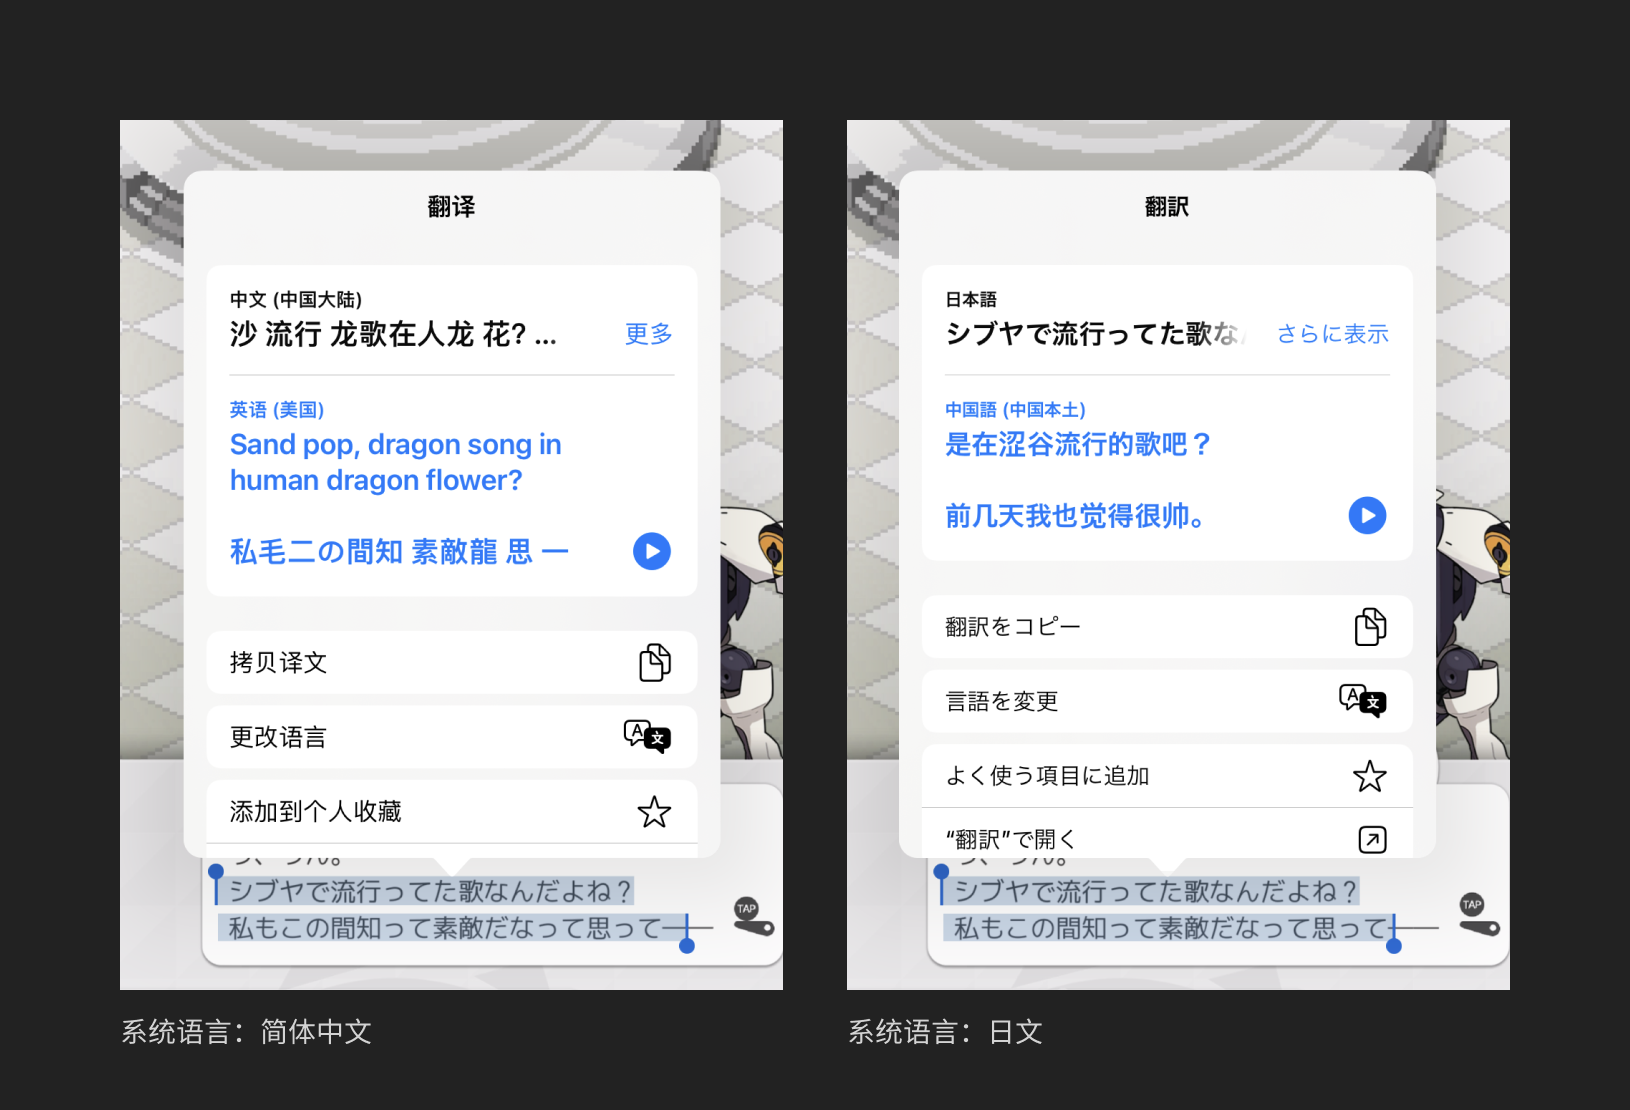 翻译
中文 (中国大陆)
沙 流行 龙歌在人龙 花? ...
更多
英语 (美国)
Sand pop, dragon song in
human dragon flower?
私毛二の間知 素敵龍 思 一
拷贝译文
更改语言
添加到个人收藏
シブヤで流行ってた歌なんだよね？
私もこの間知って素敵だなって思って——
TAP
系统语言：简体中文
翻訳
日本語
シブヤで流行ってた歌な
さらに表示
中国語 (中国本土)
是在涩谷流行的歌吧？
前几天我也觉得很帅。
翻訳をコピー
言語を変更
よく使う項目に追加
“翻訳”で開く
シブヤで流行ってた歌なんだよね？
私もこの間知って素敵だなって思って——
TAP
系统语言：日文